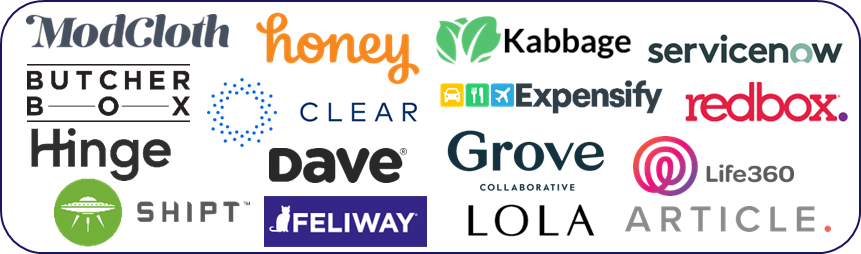 ModCloth
honey
Kabbage
servicenow
BUTCHER
BOX
CLEAR
Expensify
redbox.
Hinge
Dave®
Grove
COLLABORATIVE
Life360
SHIPT™
FELIWAY®
LOLA
ARTICLE.